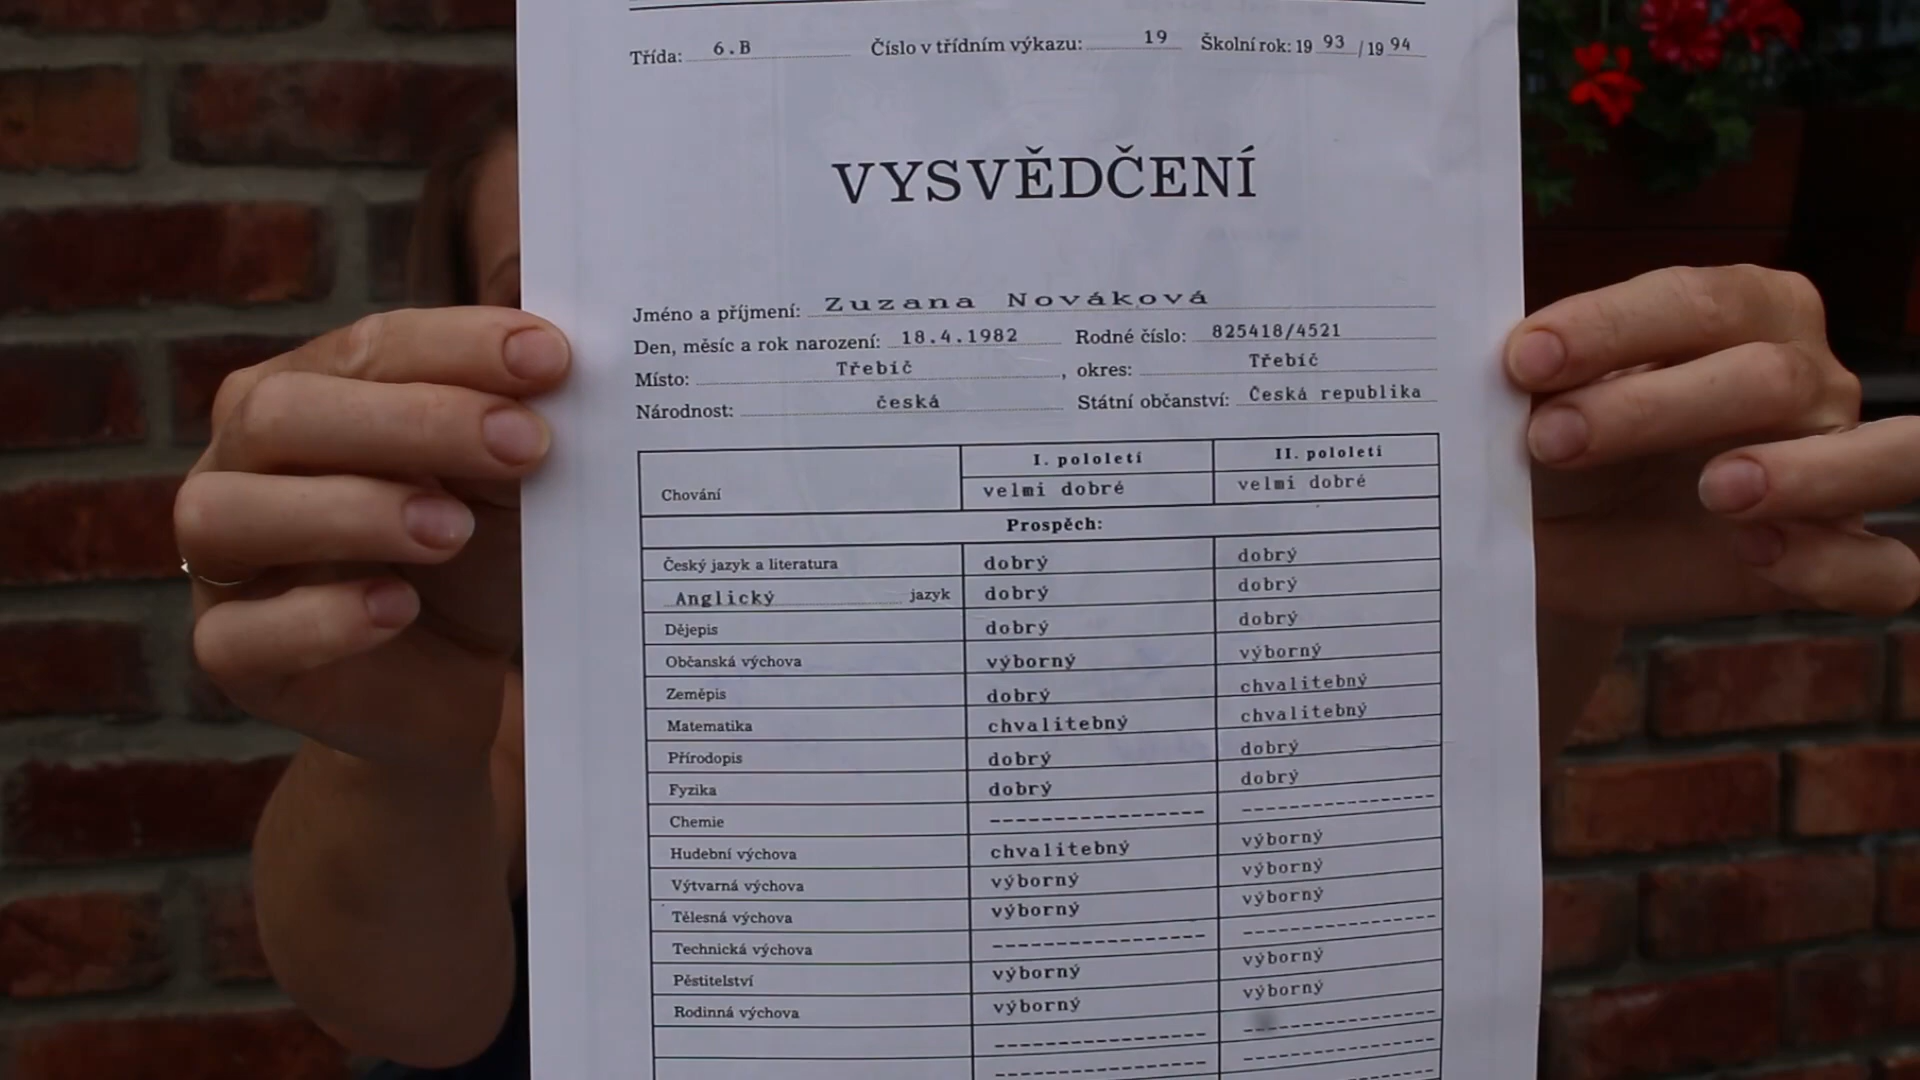 Třída: 6.B Číslo v třídním výkazu: 19 Školní rok: 19 93 / 19 94
VYSVĚDČENÍ
Jméno a příjmení: Zuzana Nováková
Den, měsíc a rok narození: 18.4.1982 Rodné číslo: 825418/4521
Místo: Třebíč , okres: Třebíč
Národnost: česká Státní občanství: Česká republika
I. pololetí II. pololetí
Chování velmi dobré velmi dobré
Prospěch:
Český jazyk a literatura dobrý dobrý
Anglický jazyk dobrý dobrý
Dějepis dobrý dobrý
Občanská výchova výborný výborný
Zeměpis dobrý chvalitebný
Matematika chvalitebný chvalitebný
Přírodopis dobrý dobrý
Fyzika dobrý dobrý
Chemie -------------------- --------------------
Hudební výchova chvalitebný výborný
Výtvarná výchova výborný výborný
Tělesná výchova výborný výborný
Technická výchova -------------------- --------------------
Pěstitelství výborný výborný
Rodinná výchova výborný výborný
-------------------- --------------------
-------------------- --------------------